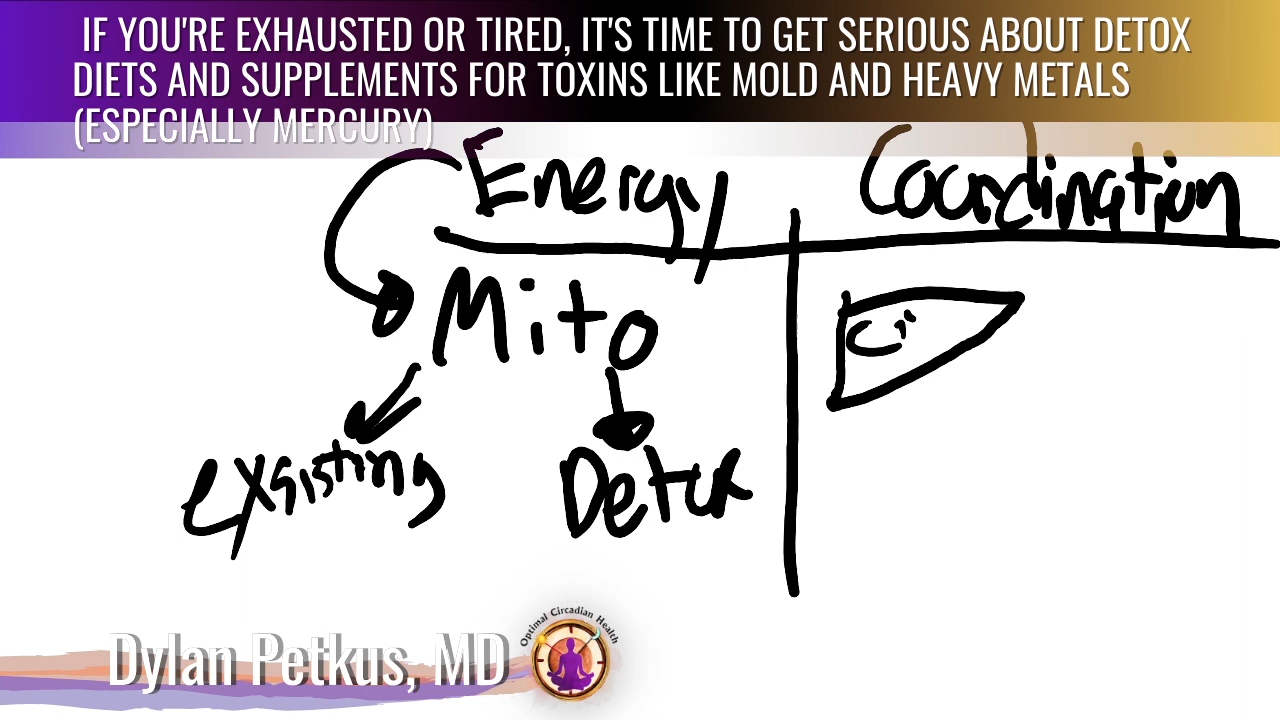 IF YOU'RE EXHAUSTED OR TIRED, IT'S TIME TO GET SERIOUS ABOUT DETOX
DIETS AND SUPPLEMENTS FOR TOXINS LIKE MOLD AND HEAVY METALS
(ESPECIALLY MERCURY)
Energy
Coordination
Mito
exsisting
Detox
Optimal Circadian Health
Dylan Petkus, MD